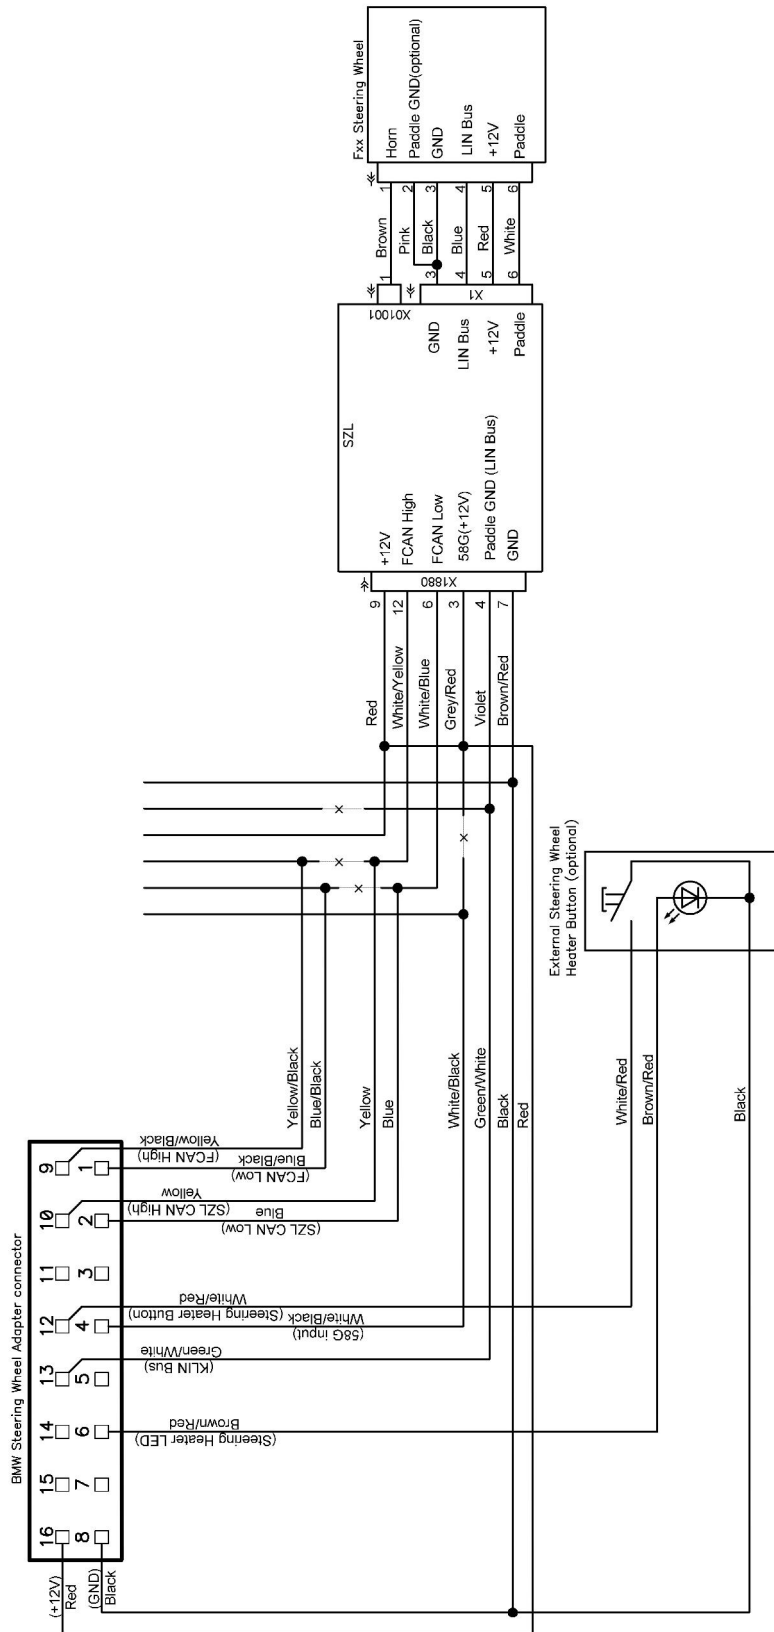 Fxx Steering Wheel
Horn
Paddle GND(optional)
GND
LIN Bus
+12V
Paddle
1
2
3
4
5
6
Brown
Pink
Black
Blue
Red
White
1
3
4
5
6
X01001
X1
GND
LIN Bus
+12V
Paddle
SZL
+12V
FCAN High
FCAN Low
58G(+12V)
Paddle GND (LIN Bus)
GND
X1880
9
12
6
3
4
7
Red
White/Yellow
White/Blue
Grey/Red
Violet
Brown/Red
External Steering Wheel
Heater Button (optional)
Yellow/Black
Blue/Black
Yellow
Blue
White/Black
Green/White
Black
Red
White/Red
Brown/Red
Black
BMW Steering Wheel Adapter connector
9
1
10
2
11
3
12
4
13
5
14
6
15
7
16
8
Yellow/Black
(FCAN High)
Blue/Black
(FCAN Low)
Yellow
(SZL CAN High)
Blue
(SZL CAN Low)
White/Red
(Steering Heater Button)
White/Black
(58G input)
Green/White
(KLIN Bus)
Brown/Red
(Steering Heater LED)
(+12V)
Red
(GND)
Black